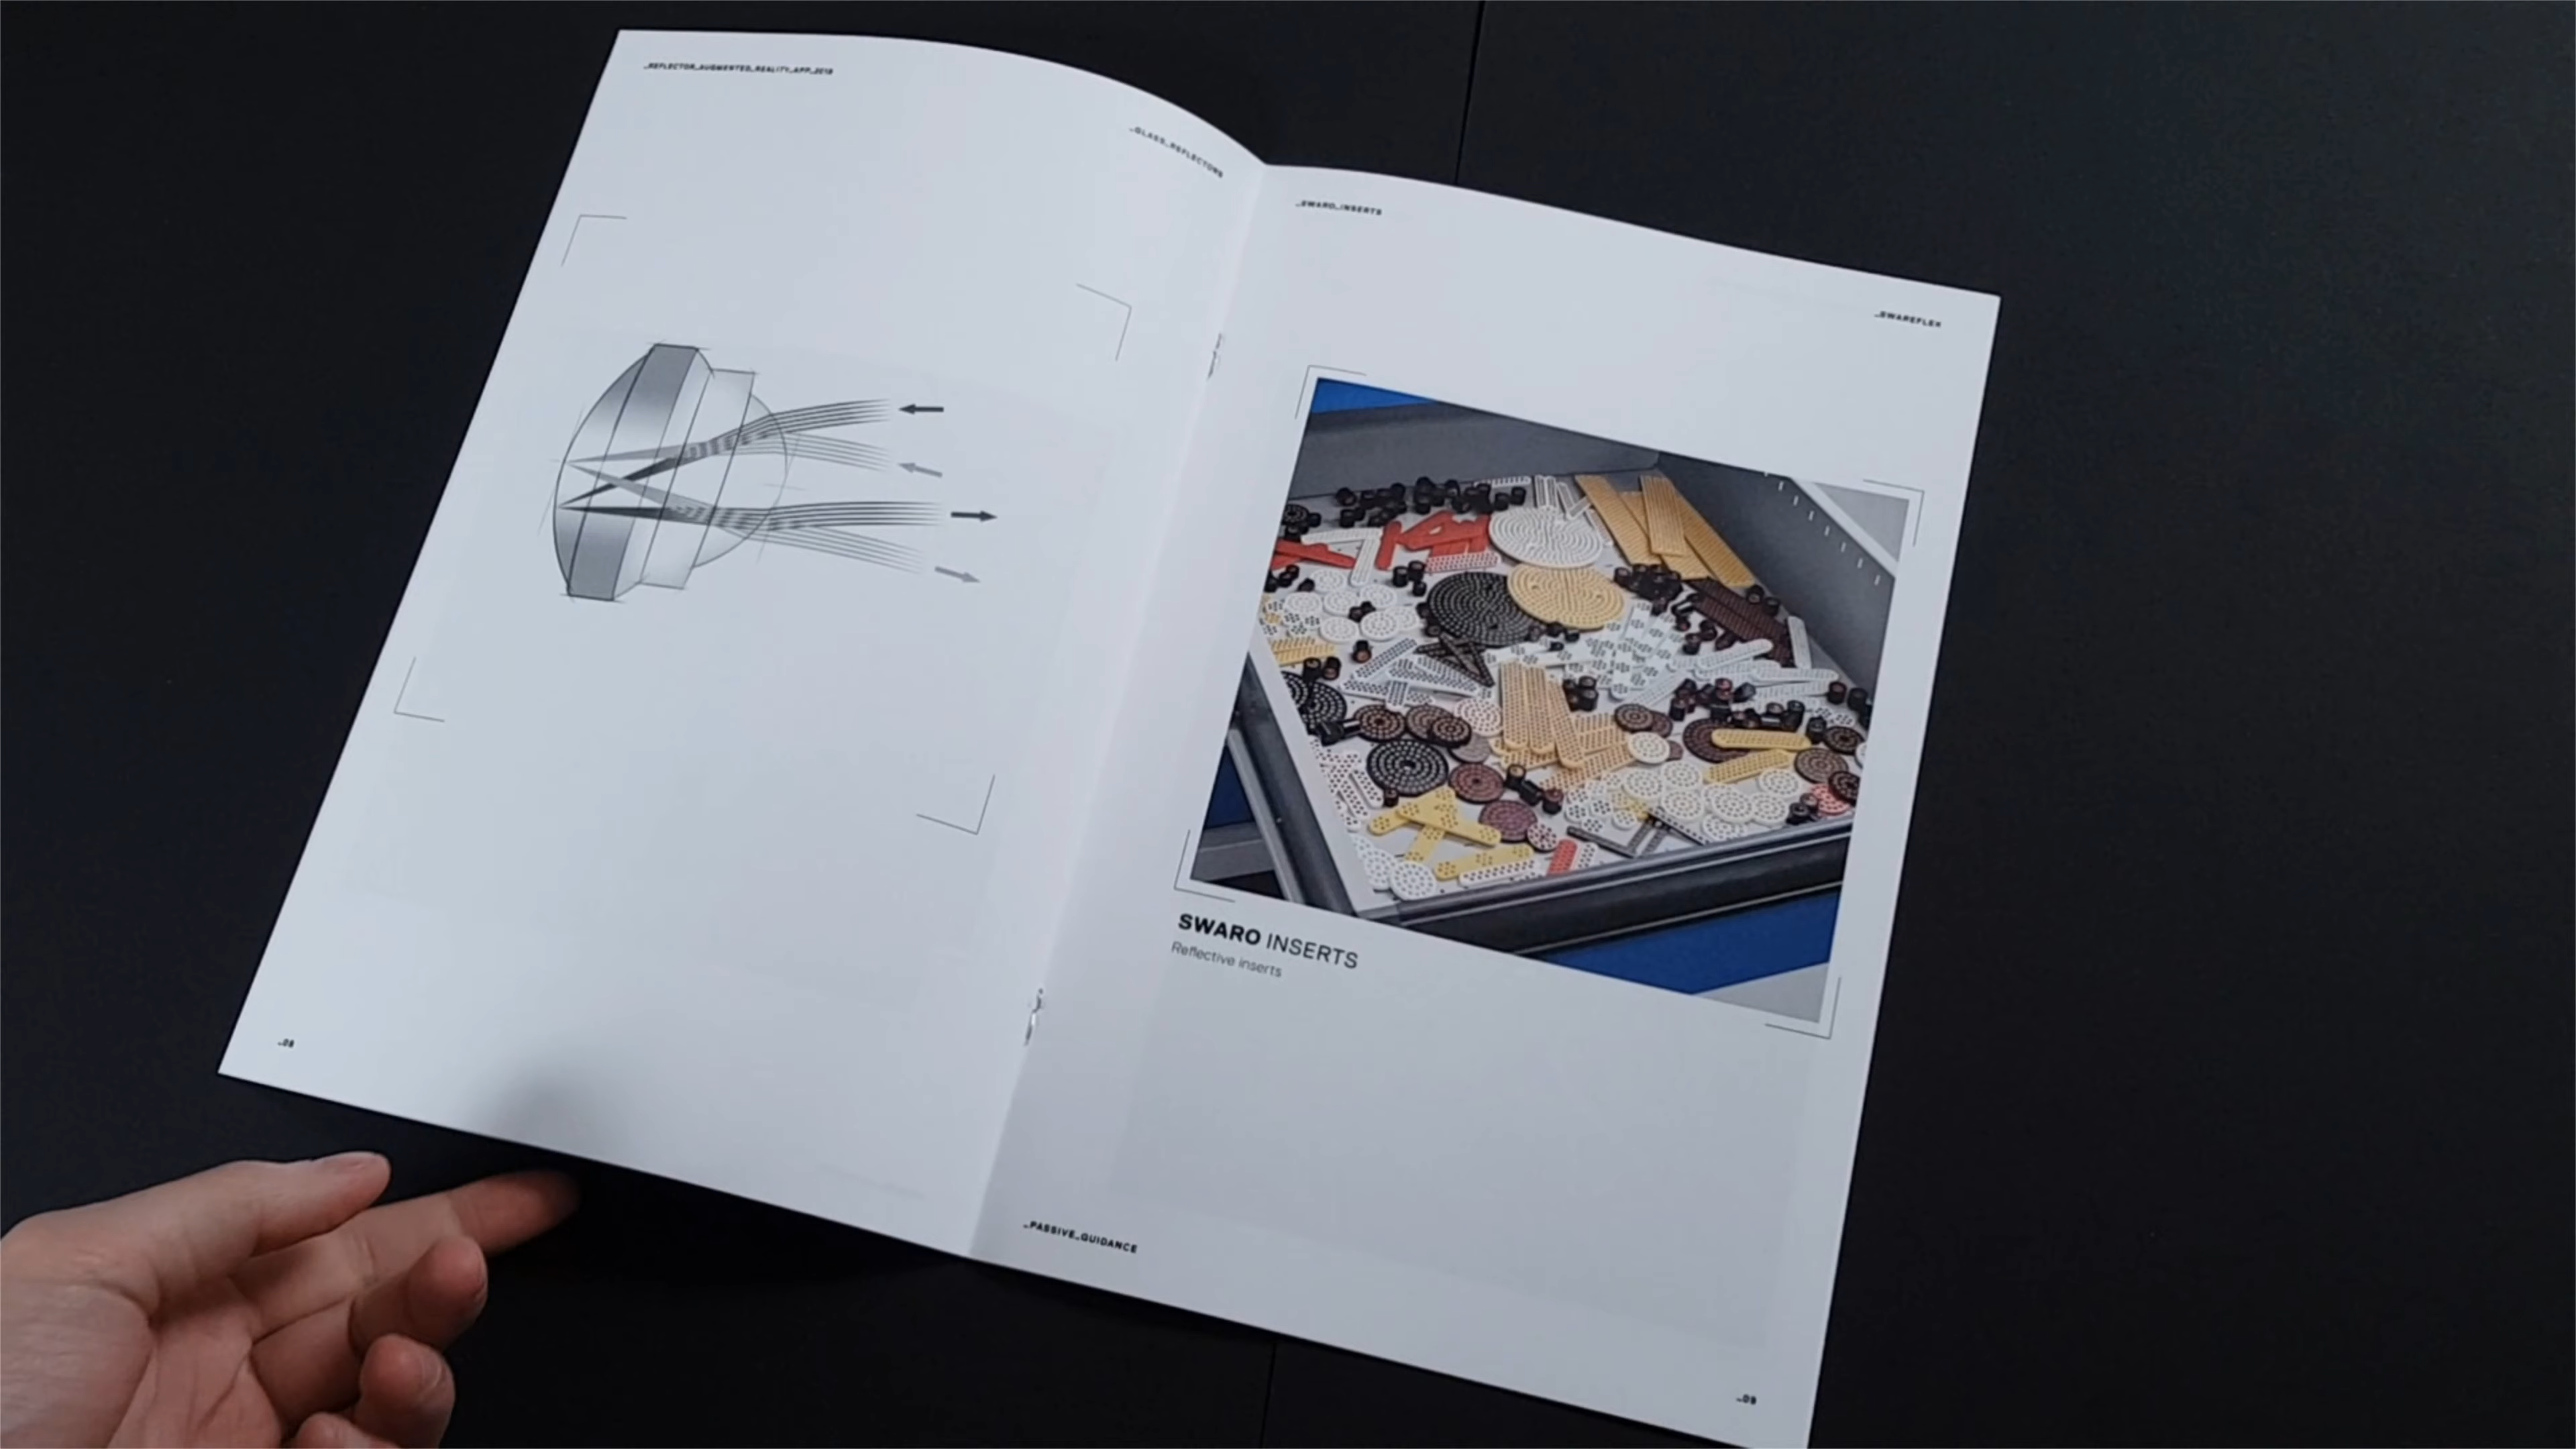 _REFLECTOR_AUGMENTED_REALITY_APP_2018
_GLASS_REFLECTORS
_08
_SWARO_INSERTS
_SWAREFLEX
SWARO INSERTS
Reflective inserts
_PASSIVE_GUIDANCE
_09